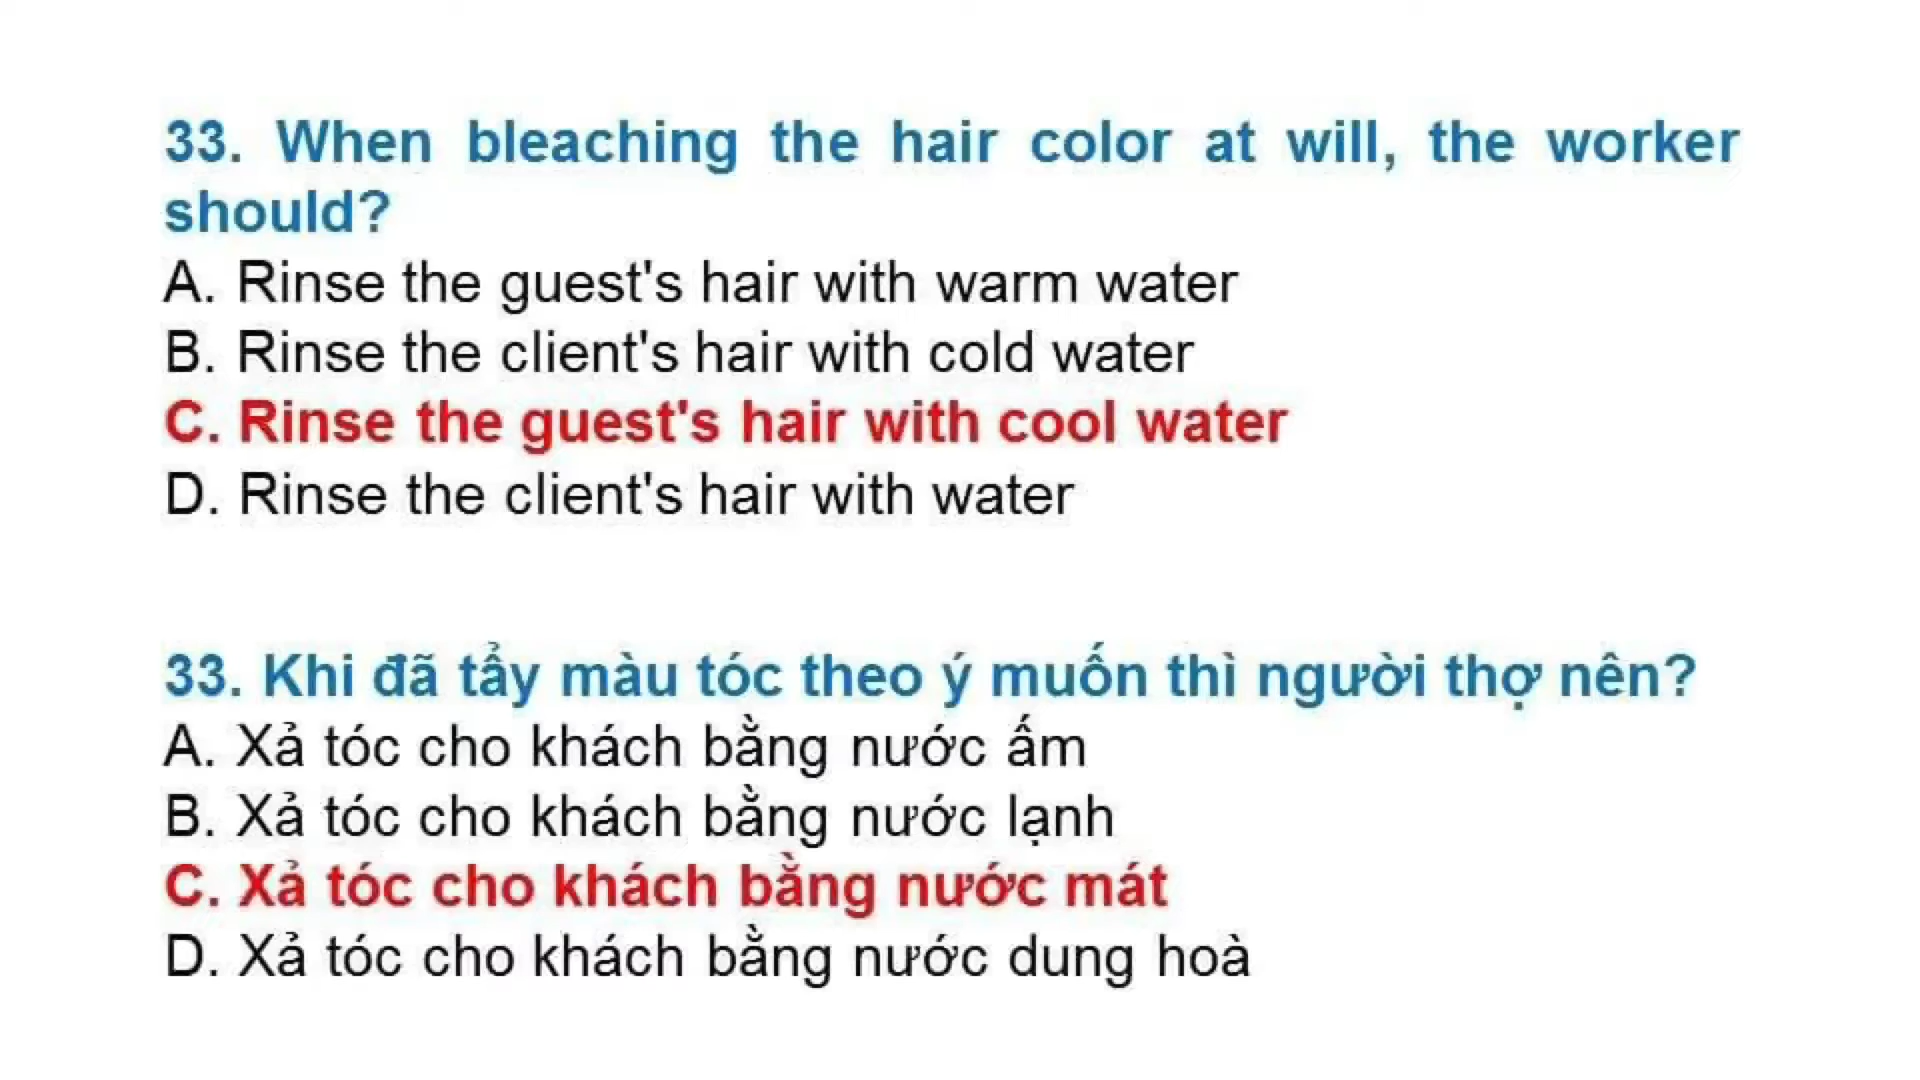 33. When bleaching the hair color at will, the worker
should?
A. Rinse the guest's hair with warm water
B. Rinse the client's hair with cold water
C. Rinse the guest's hair with cool water
D. Rinse the client's hair with water
33. Khi đã tẩy màu tóc theo ý muốn thì người thợ nên?
A. Xả tóc cho khách bằng nước ấm
B. Xả tóc cho khách bằng nước lạnh
C. Xả tóc cho khách bằng nước mát
D. Xả tóc cho khách bằng nước dung hoà